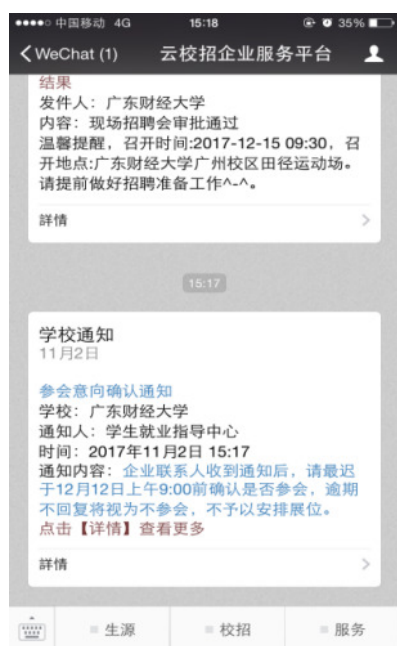 中国移动 4G 15:18 35%
WeChat (1) 云校招企业服务平台
结果
发件人：广东财经大学
内容：现场招聘会审批通过
温馨提醒，召开时间:2017-12-15 09:30，召
开地点:广东财经大学广州校区田径运动场。
请提前做好招聘准备工作^-^。
詳情
15:17
学校通知
11月2日
参会意向确认通知
学校：广东财经大学
通知人：学生就业指导中心
时间：2017年11月2日 15:17
通知内容：企业联系人收到通知后，请最迟
于12月12日上午9:00前确认是否参会，逾期
不回复将视为不参会，不予以安排展位。
点击【详情】查看更多
詳情
生源 校招 服务